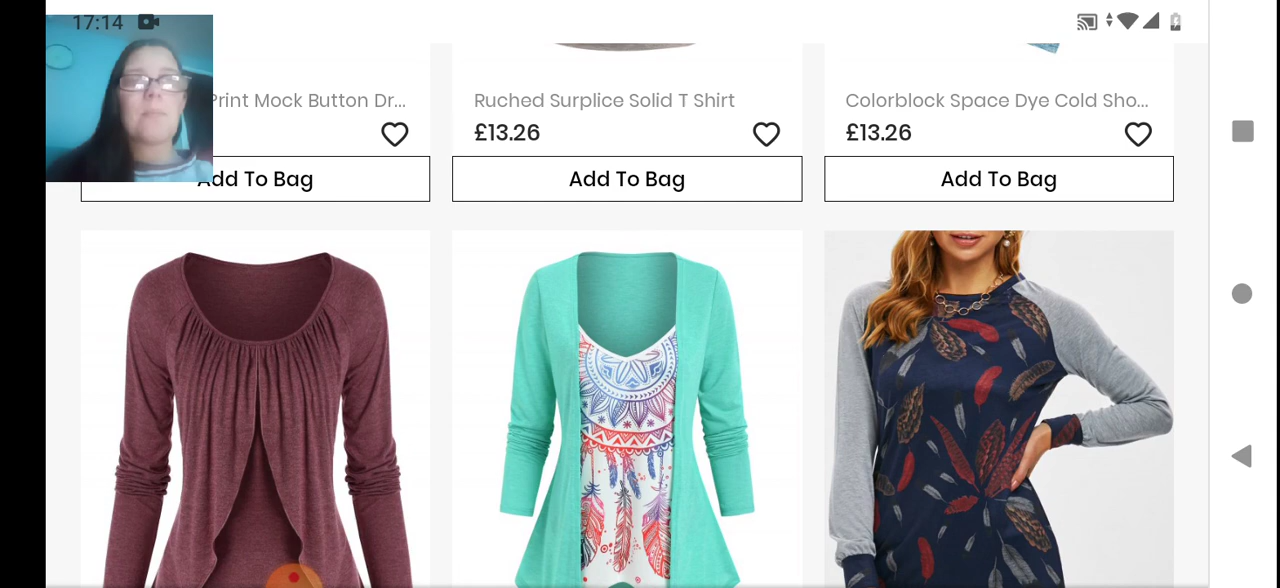 17:14
Print Mock Button Dr...
Ruched Surplice Solid T Shirt
Colorblock Space Dye Cold Sho...
£13.26
£13.26
Add To Bag
Add To Bag
Add To Bag